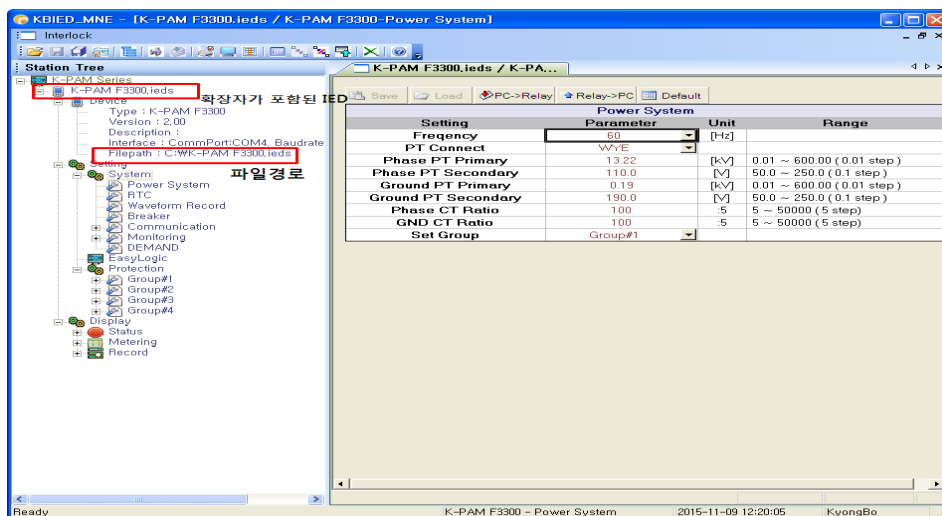 KBIED_MNE - [K-PAM F3300.ieds / K-PAM F3300-Power System]
Interlock
Station Tree
K-PAM F3300.ieds / K-PA...
K-PAM Series
K-PAM F3300.ieds
확장자가 포함된 IED
Save Load PC->Relay Relay->PC Default
Device
Type : K-PAM F3300
Version : 2.00
Description :
Interface : CommPort:COM4, Baudrate
Filepath : C:₩K-PAM F3300.ieds
파일경로
Setting
System
Power System
RTC
Waveform Record
Breaker
Communication
Monitoring
DEMAND
EasyLogic
Protection
Group#1
Group#2
Group#3
Group#4
Display
Status
Metering
Record
Power System
Setting Parameter Unit Range
Freqency 60 [Hz]
PT Connect WYE
Phase PT Primary 13.22 [kV] 0.01 ~ 600.00 ( 0.01 step )
Phase PT Secondary 110.0 [V] 50.0 ~ 250.0 ( 0.1 step )
Ground PT Primary 0.19 [kV] 0.01 ~ 600.00 ( 0.01 step )
Ground PT Secondary 190.0 [V] 50.0 ~ 250.0 ( 0.1 step )
Phase CT Ratio 100 :5 5 ~ 50000 ( 5 step)
GND CT Ratio 100 :5 5 ~ 50000 ( 5 step)
Set Group Group#1
Ready K-PAM F3300 - Power System 2015-11-09 12:20:05 KyongBo